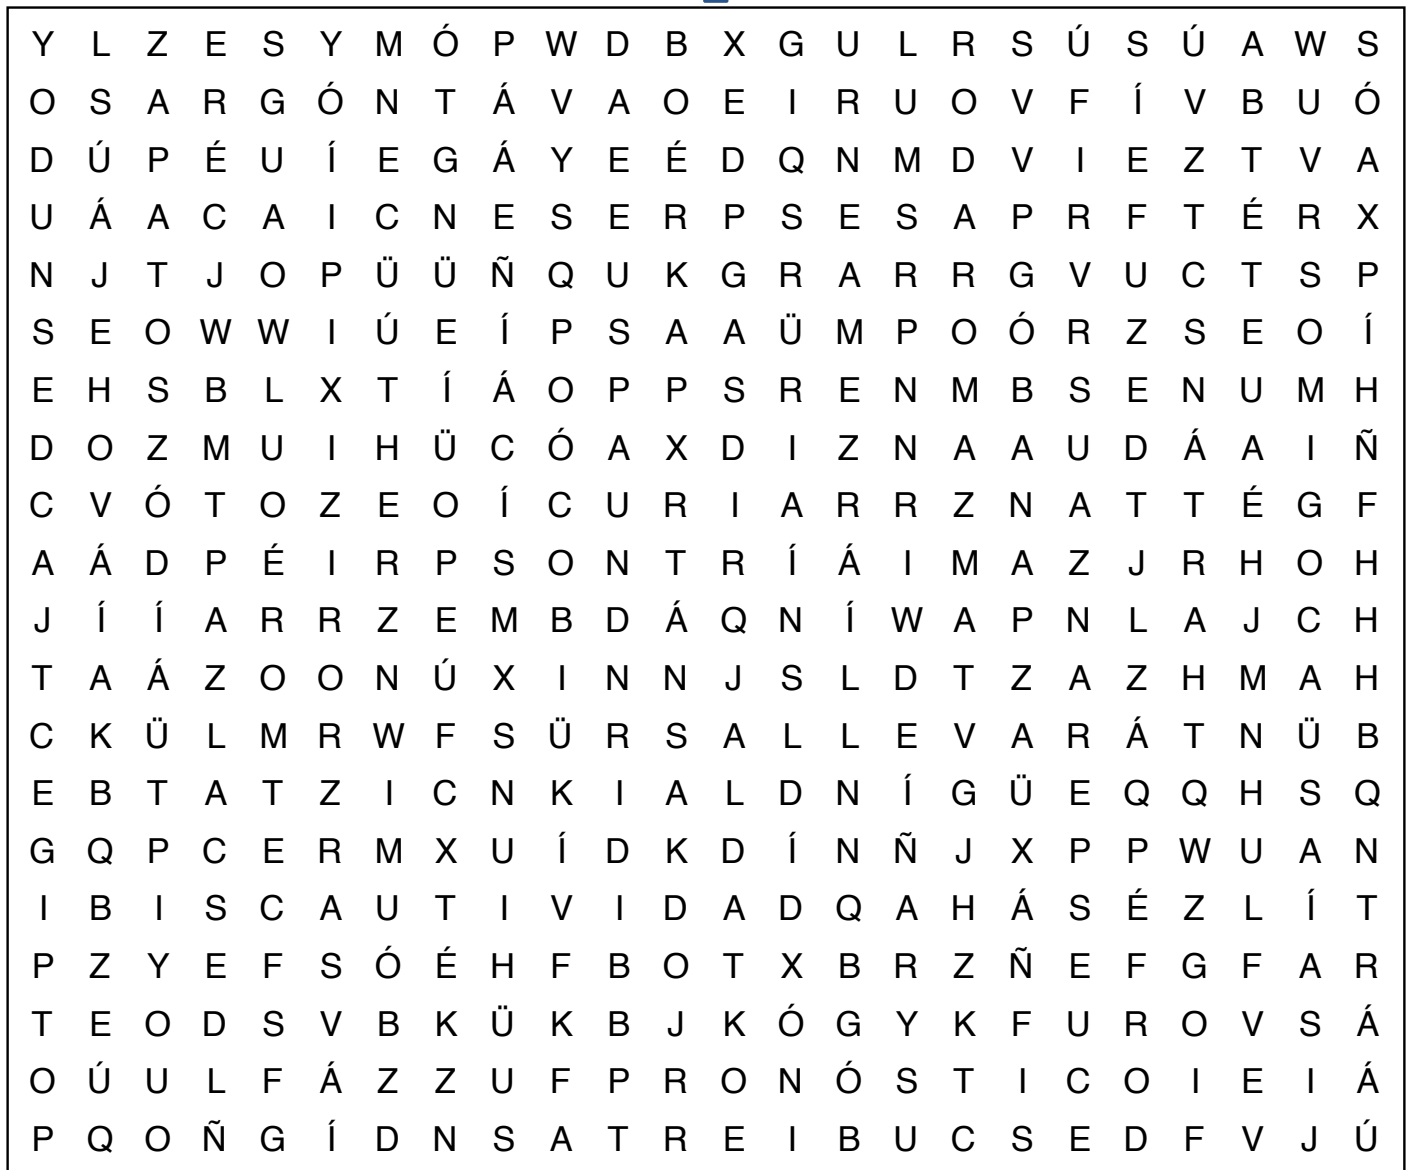 Y L Z E S Y M Ó P W D B X G U L R S Ú S Ú A W S
O S A R G Ó N T Á V A O E I R U O V F Í V B U Ó
D Ú P É U Í E G Á Y E É D Q N M D V I E Z T V A
U Á A C A I C N E S E R P S E S A P R F T É R X
N J T J O P Ü Ü Ñ Q U K G R A R R G V U C T S P
S E O W W I Ú E Í P S A A Ü M P O Ó R Z S E O Í
E H S B L X T Í Á O P P S R E N M B S E N U M H
D O Z M U I H Ü C Ó A X D I Z N A A U D Á A I Ñ
C V Ó T O Z E O Í C U R I A R R Z N A T T É G F
A Á D P É I R P S O N T R Í Á I M A Z J R H O H
J Í Í A R R Z E M B D Á Q N Í W A P N L A J C H
T A Á Z O O N Ú X I N N J S L D T Z A Z H M A H
C K Ü L M R W F S Ü R S A L L E V A R Á T N Ü B
E B T A T Z I C N K I A L D N Í G Ü E Q Q H S Q
G Q P C E R M X U Í D K D Í N Ñ J X P P W U A N
I B I S C A U T I V I D A D Q A H Á S É Z L Í T
P Z Y E F S Ó É H F B O T X B R Z Ñ E F G F A R
T E O D S V B K Ü K B J K Ó G Y K F U R O V S Á
O Ú U L F Á Z Z U F P R O N Ó S T I C O I E I Á
P Q O Ñ G Í D N S A T R E I B U C S E D F V J Ú